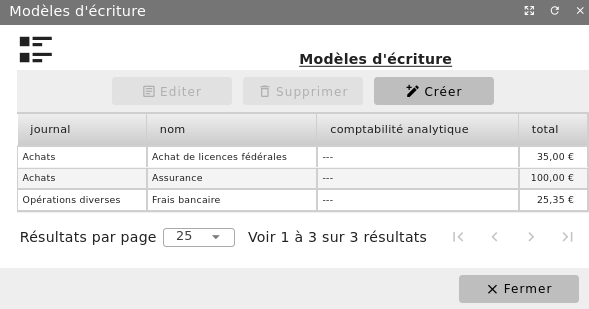 Modèles d'écriture
Modèles d'écriture
Editer Supprimer Créer
journal nom comptabilité analytique total
Achats Achat de licences fédérales --- 35,00 €
Achats Assurance --- 100,00 €
Opérations diverses Frais bancaire --- 25,35 €
Résultats par page 25 Voir 1 à 3 sur 3 résultats
Fermer